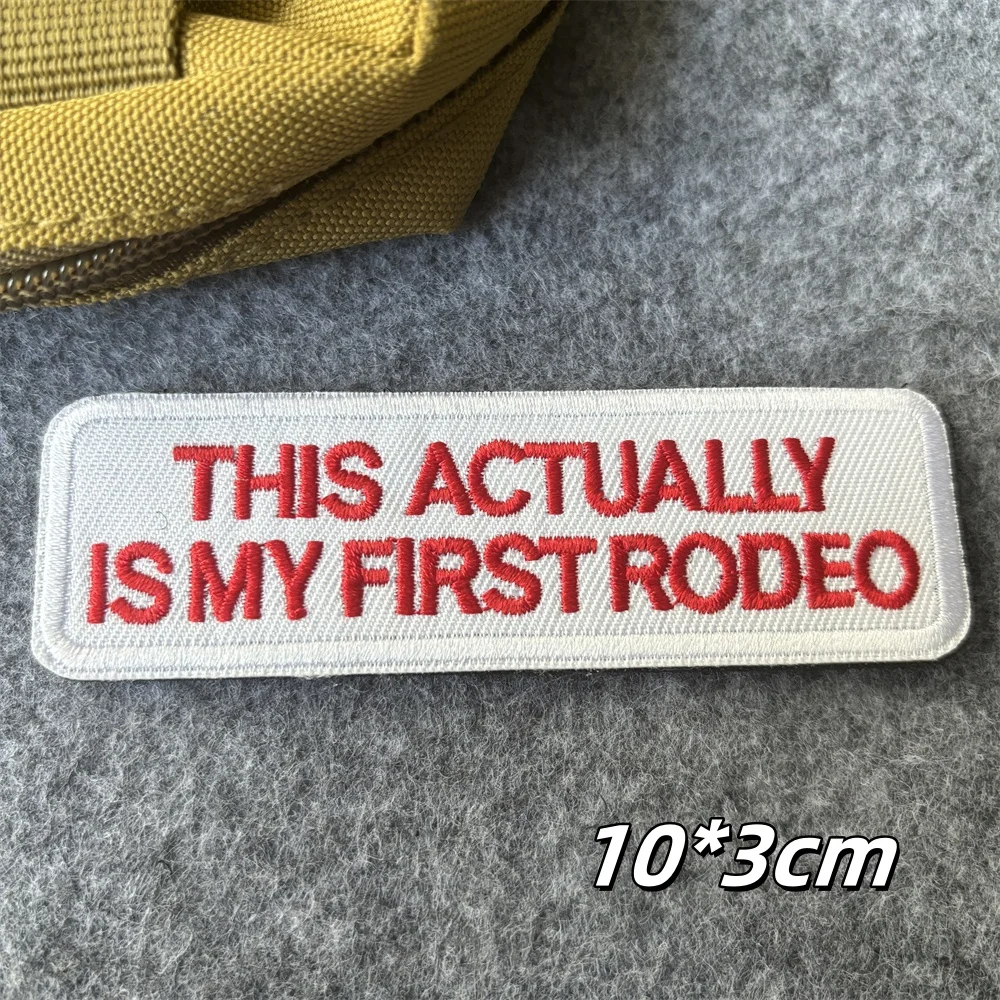 THIS ACTUALLY
IS MY FIRST RODEO
10*3cm